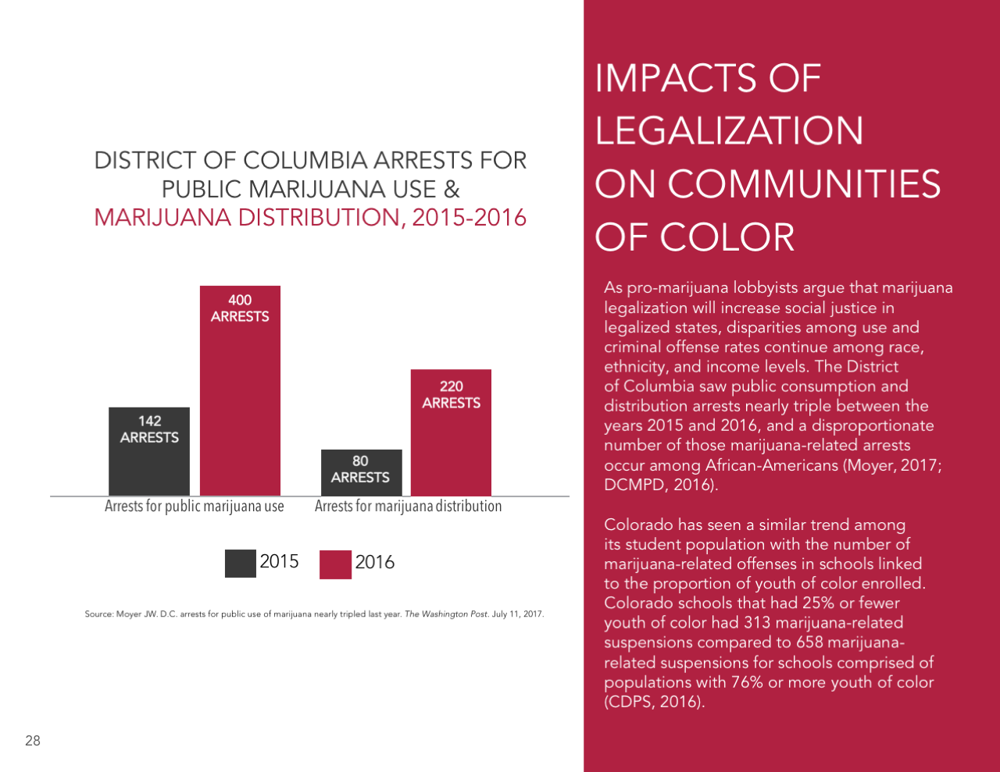 DISTRICT OF COLUMBIA ARRESTS FOR
PUBLIC MARIJUANA USE &
MARIJUANA DISTRIBUTION, 2015-2016
400
ARRESTS
142
ARRESTS
220
ARRESTS
80
ARRESTS
Arrests for public marijuana use
Arrests for marijuana distribution
2015
2016
Source: Moyer JW. D.C. arrests for public use of marijuana nearly tripled last year. The Washington Post. July 11, 2017.
28
IMPACTS OF
LEGALIZATION
ON COMMUNITIES
OF COLOR
As pro-marijuana lobbyists argue that marijuana
legalization will increase social justice in
legalized states, disparities among use and
criminal offense rates continue among race,
ethnicity, and income levels. The District
of Columbia saw public consumption and
distribution arrests nearly triple between the
years 2015 and 2016, and a disproportionate
number of those marijuana-related arrests
occur among African-Americans (Moyer, 2017;
DCMPD, 2016).
Colorado has seen a similar trend among
its student population with the number of
marijuana-related offenses in schools linked
to the proportion of youth of color enrolled.
Colorado schools that had 25% or fewer
youth of color had 313 marijuana-related
suspensions compared to 658 marijuana-
related suspensions for schools comprised of
populations with 76% or more youth of color
(CDPS, 2016).